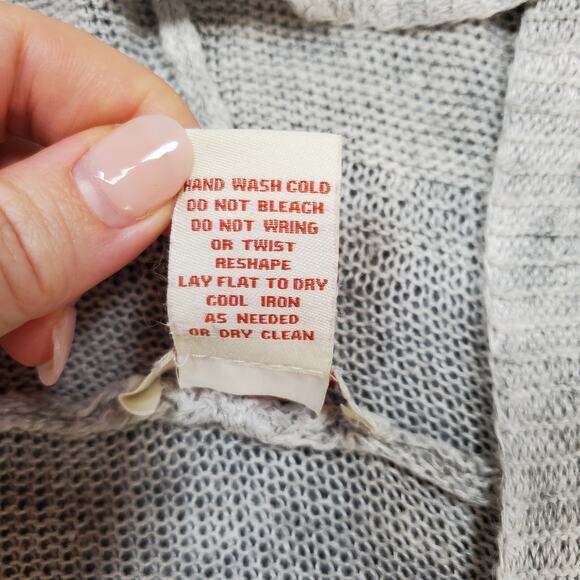 HAND WASH COLD
DO NOT BLEACH
DO NOT WRING
OR TWIST
RESHAPE
LAY FLAT TO DRY
COOL IRON
AS NEEDED
OR DRY CLEAN